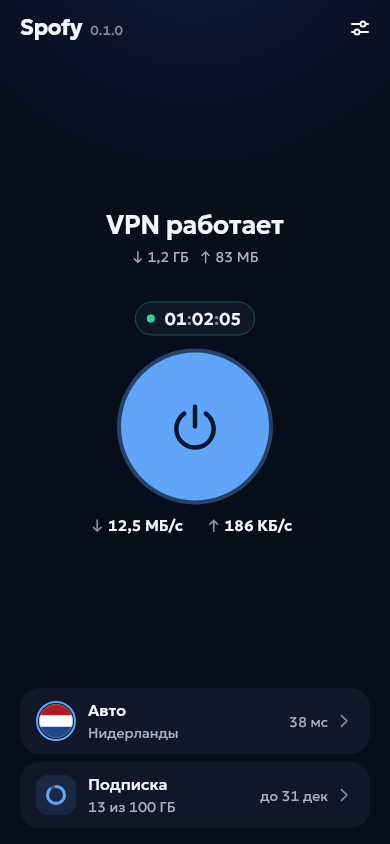 Spofy 0.1.0
VPN работает
↓ 1,2 ГБ ↑ 83 МБ
01:02:05
↓ 12,5 МБ/с ↑ 186 КБ/с
Авто
Нидерланды
38 мс
Подписка
13 из 100 ГБ
до 31 дек